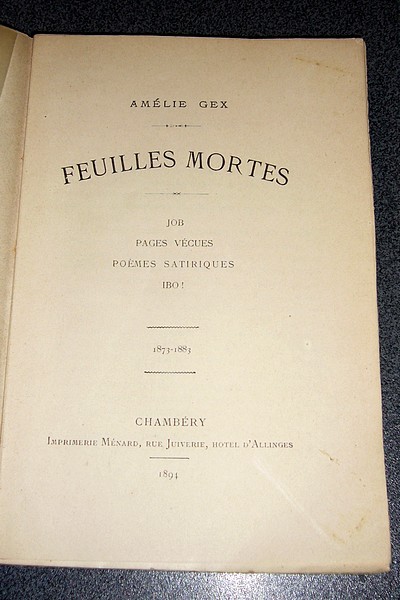 AMÉLIE GEX
FEUILLES MORTES
JOB
PAGES VÉCUES
POÈMES SATIRIQUES
IBO !
1873-1883
CHAMBÉRY
IMPRIMERIE MÉNARD, RUE JUIVERIE, HOTEL D'ALLINGES
1894